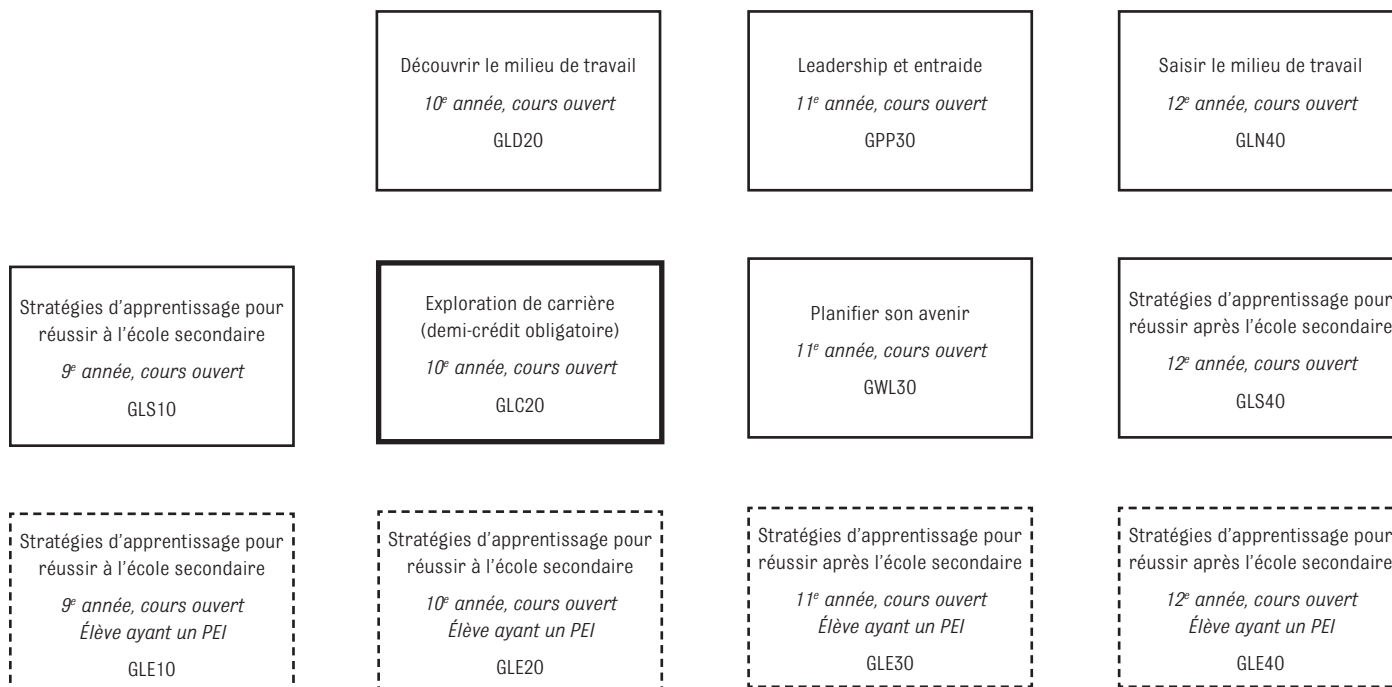 Découvrir le milieu de travail
10e année, cours ouvert
GLD20
Leadership et entraide
11e année, cours ouvert
GPP30
Saisir le milieu de travail
12e année, cours ouvert
GLN40
Stratégies d'apprentissage pour
réussir à l'école secondaire
9e année, cours ouvert
GLS10
Exploration de carrière
(demi-crédit obligatoire)
10e année, cours ouvert
GLC20
Planifier son avenir
11e année, cours ouvert
GWL30
Stratégies d'apprentissage pour
réussir après l'école secondaire
12e année, cours ouvert
GLS40
Stratégies d'apprentissage pour
réussir à l'école secondaire
9e année, cours ouvert
Élève ayant un PEI
GLE10
Stratégies d'apprentissage pour
réussir à l'école secondaire
10e année, cours ouvert
Élève ayant un PEI
GLE20
Stratégies d'apprentissage pour
réussir après l'école secondaire
11e année, cours ouvert
Élève ayant un PEI
GLE30
Stratégies d'apprentissage pour
réussir après l'école secondaire
12e année, cours ouvert
Élève ayant un PEI
GLE40